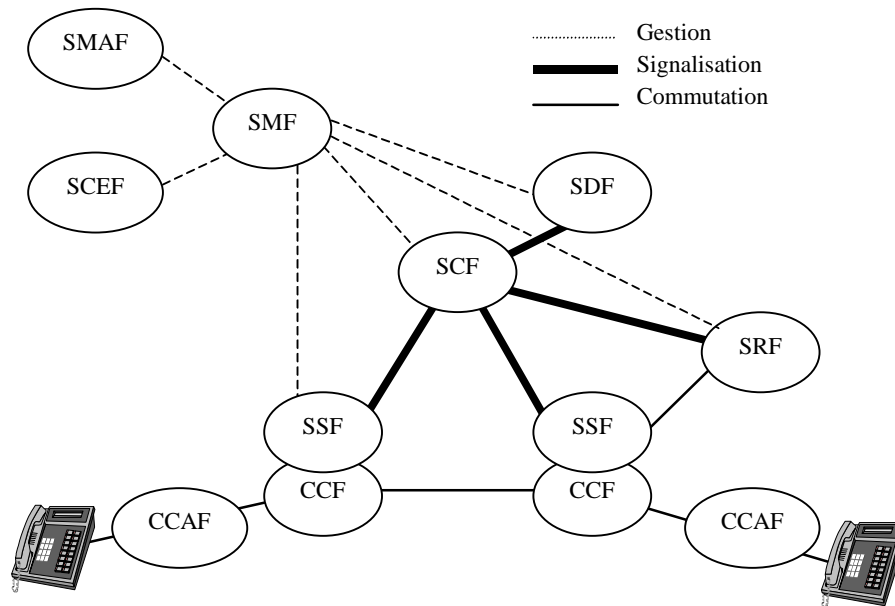 SMAF
Gestion
Signalisation
Commutation
SMF
SCEF
SDF
SCF
SRF
SSF
SSF
CCF
CCF
CCAF
CCAF